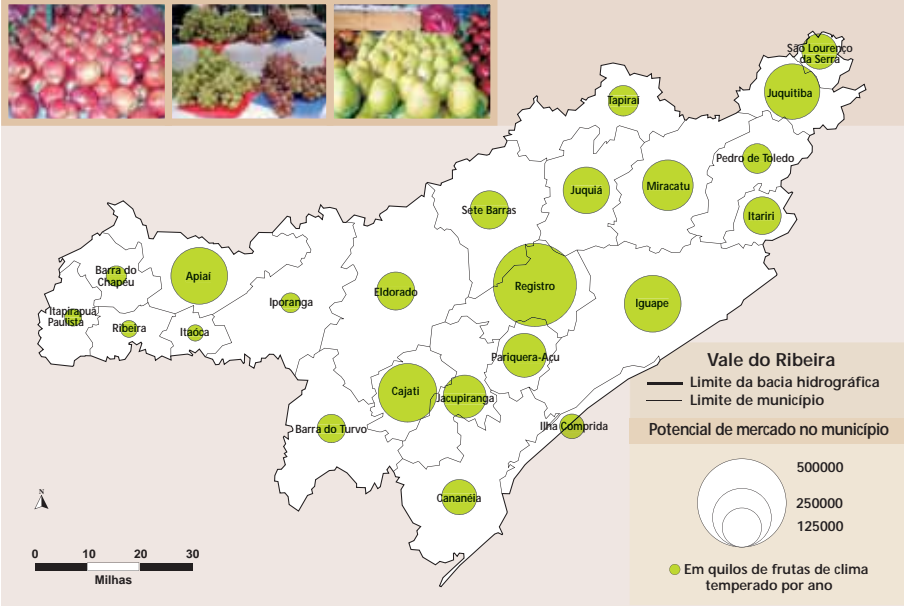 São Lourenço
da Serra
Juquitiba
Tapiraí
Pedro de Toledo
Juquiá
Miracatu
Sete Barras
Itariri
Barra do
Chapéu
Apiaí
Registro
Eldorado
Iporanga
Iguape
Itapirapuã
Paulista
Ribeira
Itaóca
Pariquera-Açu
Cajati
Jacupiranga
Barra do Turvo
Ilha Comprida
Cananéia
Vale do Ribeira
Limite da bacia hidrográfica
Limite de município
Potencial de mercado no município
500000
250000
125000
Em quilos de frutas de clima
temperado por ano
N
0 10 20 30
Milhas